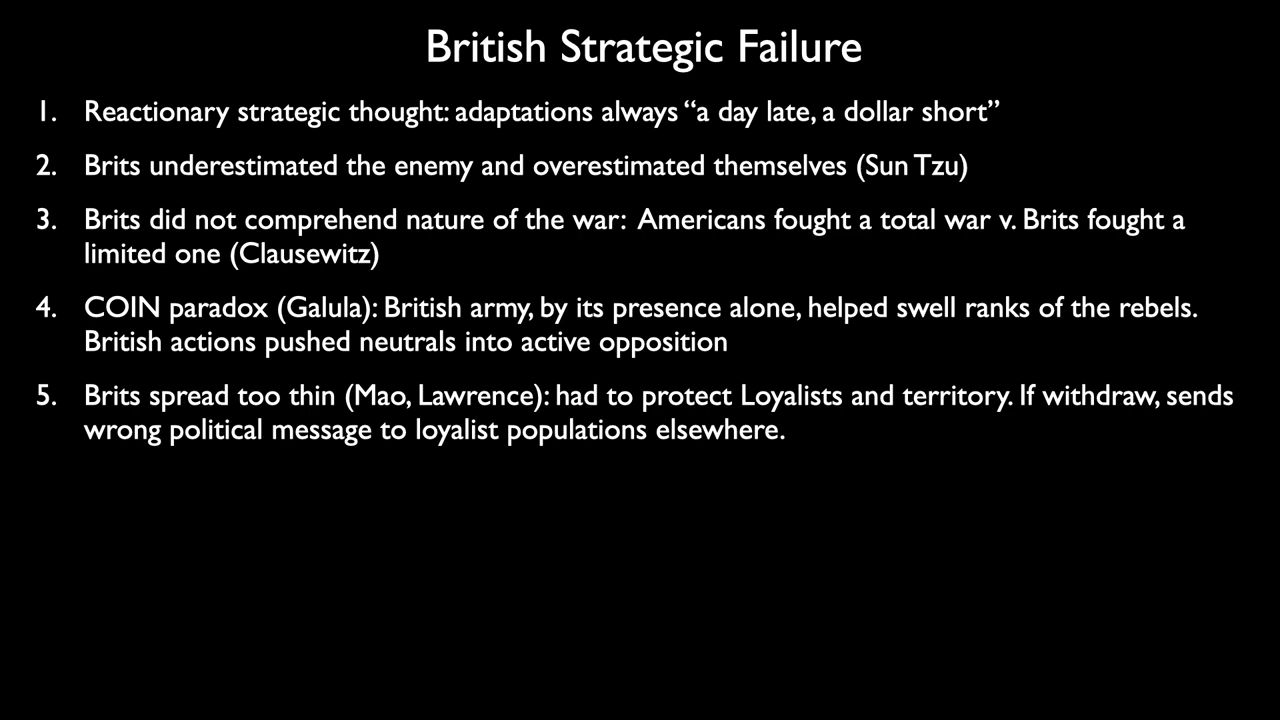 British Strategic Failure
1. Reactionary strategic thought: adaptations always “a day late, a dollar short”
2. Brits underestimated the enemy and overestimated themselves (Sun Tzu)
3. Brits did not comprehend nature of the war:  Americans fought a total war v. Brits fought a
limited one (Clausewitz)
4. COIN paradox (Galula): British army, by its presence alone, helped swell ranks of the rebels.
British actions pushed neutrals into active opposition
5. Brits spread too thin (Mao, Lawrence): had to protect Loyalists and territory. If withdraw, sends
wrong political message to loyalist populations elsewhere.